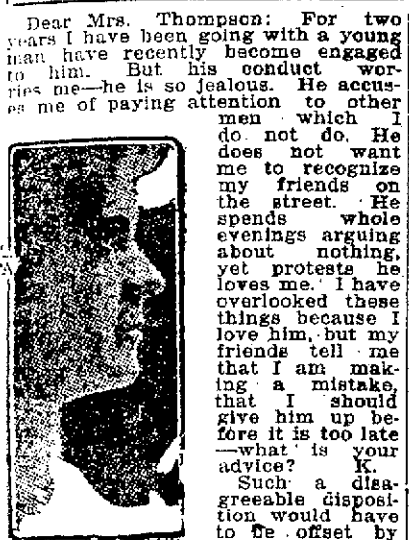 Dear Mrs. Thompson: For two
years I have been going with a young
man have recently become engaged
to him. But his conduct wor-
ries me—he is so jealous. He accus-
es me of paying attention to other
men which I
do not do. He
does not want
me to recognize
my friends on
the street. He
spends whole
evenings arguing
about nothing,
yet protests he
loves me. I have
overlooked these
things because I
love him, but my
friends tell me
that I am mak-
ing a mistake,
that I should
give him up be-
fore it is too late
—what is your
advice? K.
Such a disa-
greeable disposi-
tion would have
to be offset by